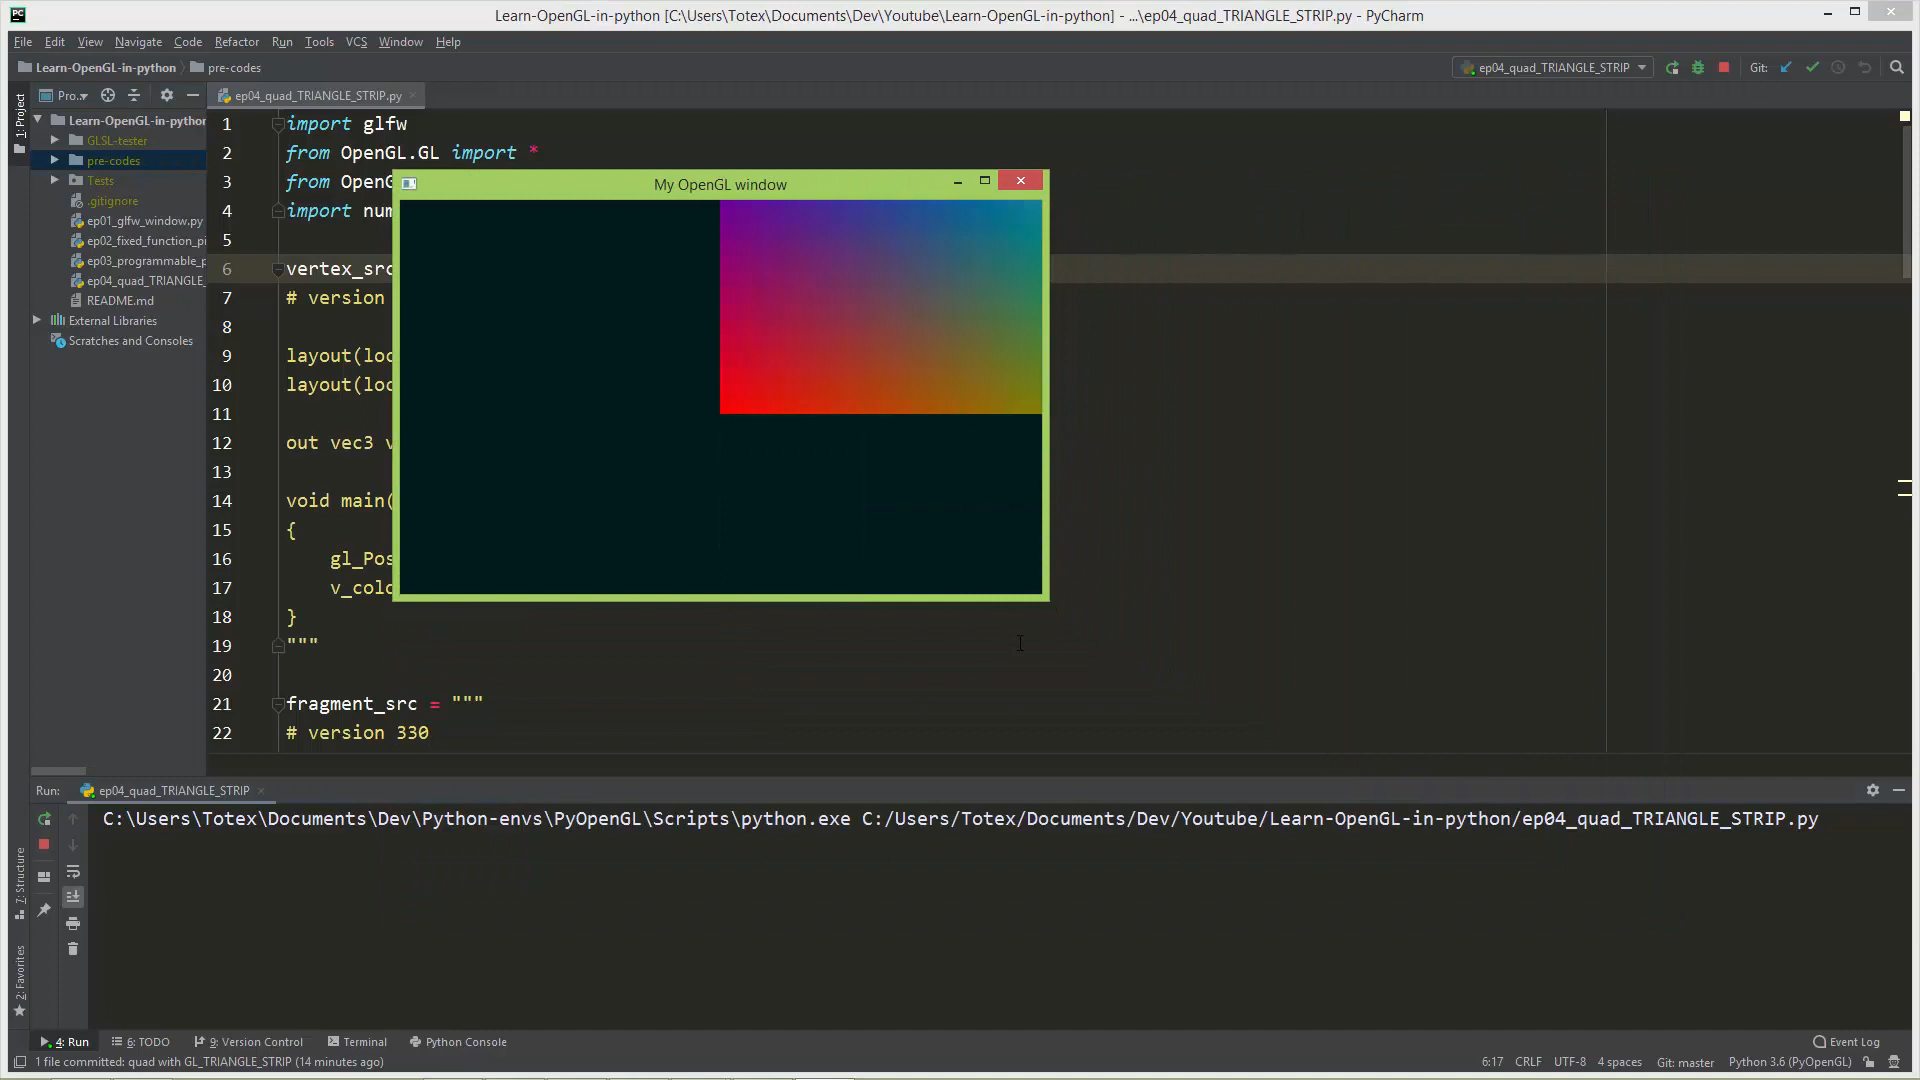 Learn-OpenGL-in-python [C:\Users\Totex\Documents\Dev\Youtube\Learn-OpenGL-in-python] - ...\ep04_quad_TRIANGLE_STRIP.py - PyCharm
File Edit View Navigate Code Refactor Run Tools VCS Window Help
Learn-OpenGL-in-python pre-codes ep04_quad_TRIANGLE_STRIP Git:
Pro.. ep04_quad_TRIANGLE_STRIP.py
1: Project
Learn-OpenGL-in-python
GLSL-tester
pre-codes
Tests
.gitignore
ep01_glfw_window.py
ep02_fixed_function_pi
ep03_programmable_p
ep04_quad_TRIANGLE_
README.md
External Libraries
Scratches and Consoles
1 import glfw
2 from OpenGL.GL import *
3 from OpenG
4 import num
5
6 vertex_src
7 # version
8
9 layout(loc
10 layout(loc
11
12 out vec3 v
13
14 void main(
15 {
16 gl_Pos
17 v_colo
18 }
19 """
20
21 fragment_src = """
22 # version 330
My OpenGL window
Run: ep04_quad_TRIANGLE_STRIP
C:\Users\Totex\Documents\Dev\Python-envs\PyOpenGL\Scripts\python.exe C:/Users/Totex/Documents/Dev/Youtube/Learn-OpenGL-in-python/ep04_quad_TRIANGLE_STRIP.py
7: Structure
2: Favorites
4: Run 6: TODO 9: Version Control Terminal Python Console Event Log
1 file committed: quad with GL_TRIANGLE_STRIP (14 minutes ago) 6:17 CRLF UTF-8 4 spaces Git: master Python 3.6 (PyOpenGL)